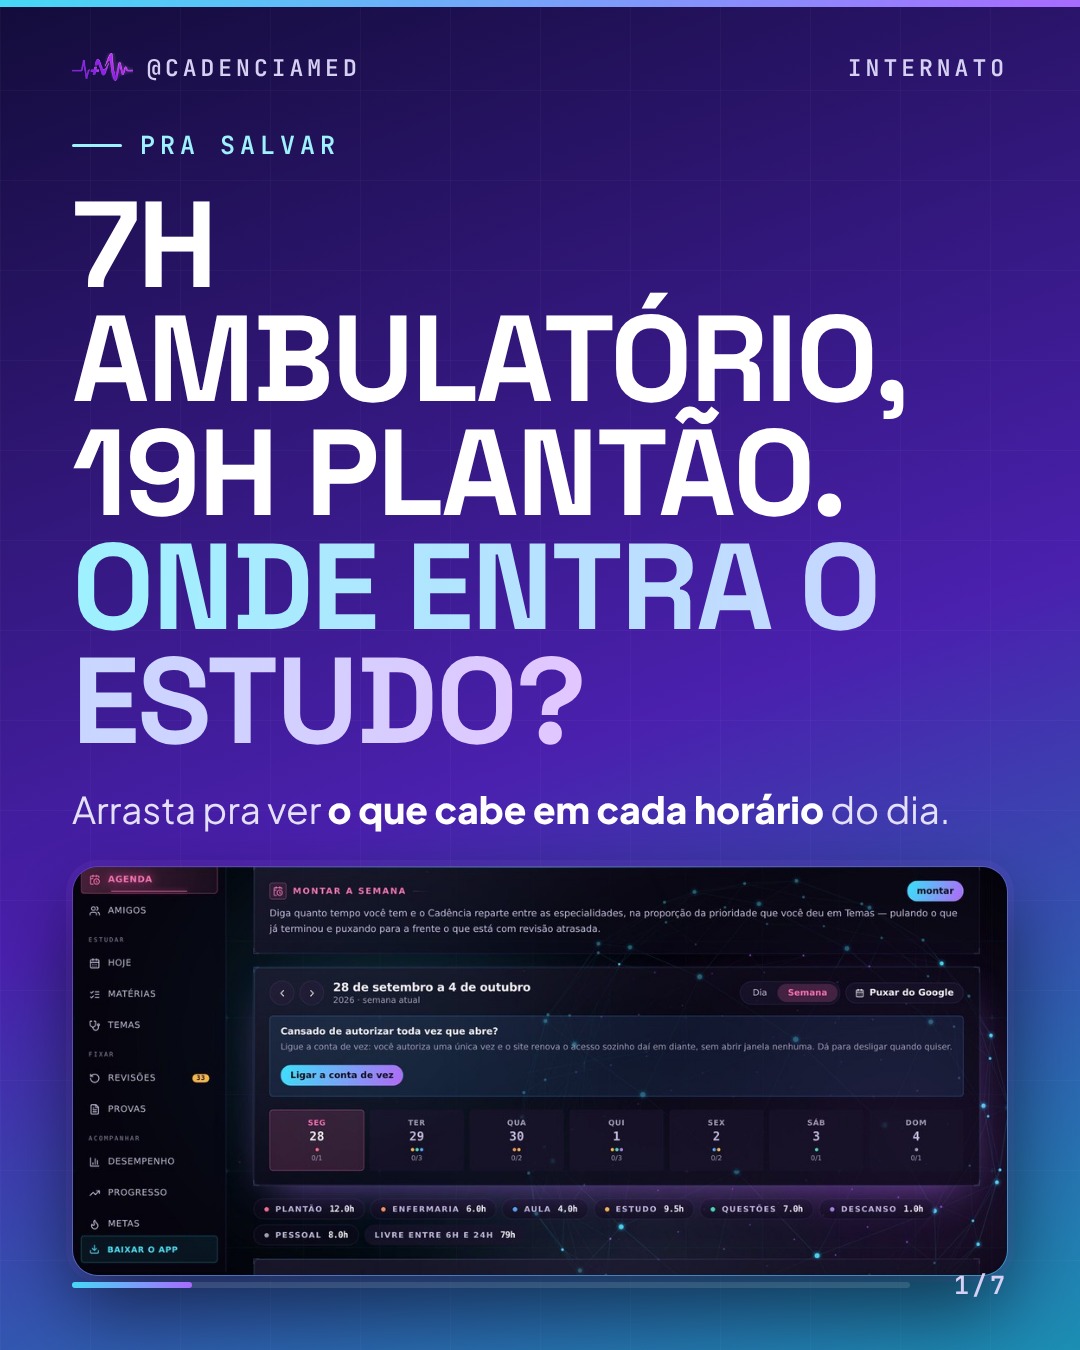 @CADENCIAMED
INTERNATO
PRA SALVAR
7H
AMBULATÓRIO,
19H PLANTÃO.
ONDE ENTRA O
ESTUDO?
Arrasta pra ver o que cabe em cada horário do dia.
AGENDA
AMIGOS
ESTUDAR
HOJE
MATÉRIAS
TEMAS
FIXAR
REVISÕES 33
PROVAS
ACOMPANHAR
DESEMPENHO
PROGRESSO
METAS
BAIXAR O APP
MONTAR A SEMANA
montar
Diga quanto tempo você tem e o Cadência reparte entre as especialidades, na proporção da prioridade que você deu em Temas — pulando o que
já terminou e puxando para a frente o que está com revisão atrasada.
28 de setembro a 4 de outubro
2026 · semana atual
Dia Semana Puxar do Google
Cansado de autorizar toda vez que abre?
Ligue a conta de vez: você autoriza uma única vez e o site renova o acesso sozinho daí em diante, sem abrir janela nenhuma. Dá para desligar quando quiser.
Ligar a conta de vez
SEG TER QUA QUI SEX SÁB DOM
28 29 30 1 2 3 4
0/1 0/3 0/2 0/3 0/2 0/1 0/1
PLANTÃO 12.0h ENFERMARIA 6.0h AULA 4.0h ESTUDO 9.5h QUESTÕES 7.0h DESCANSO 1.0h
PESSOAL 8.0h LIVRE ENTRE 6H E 24H 79h
1/7